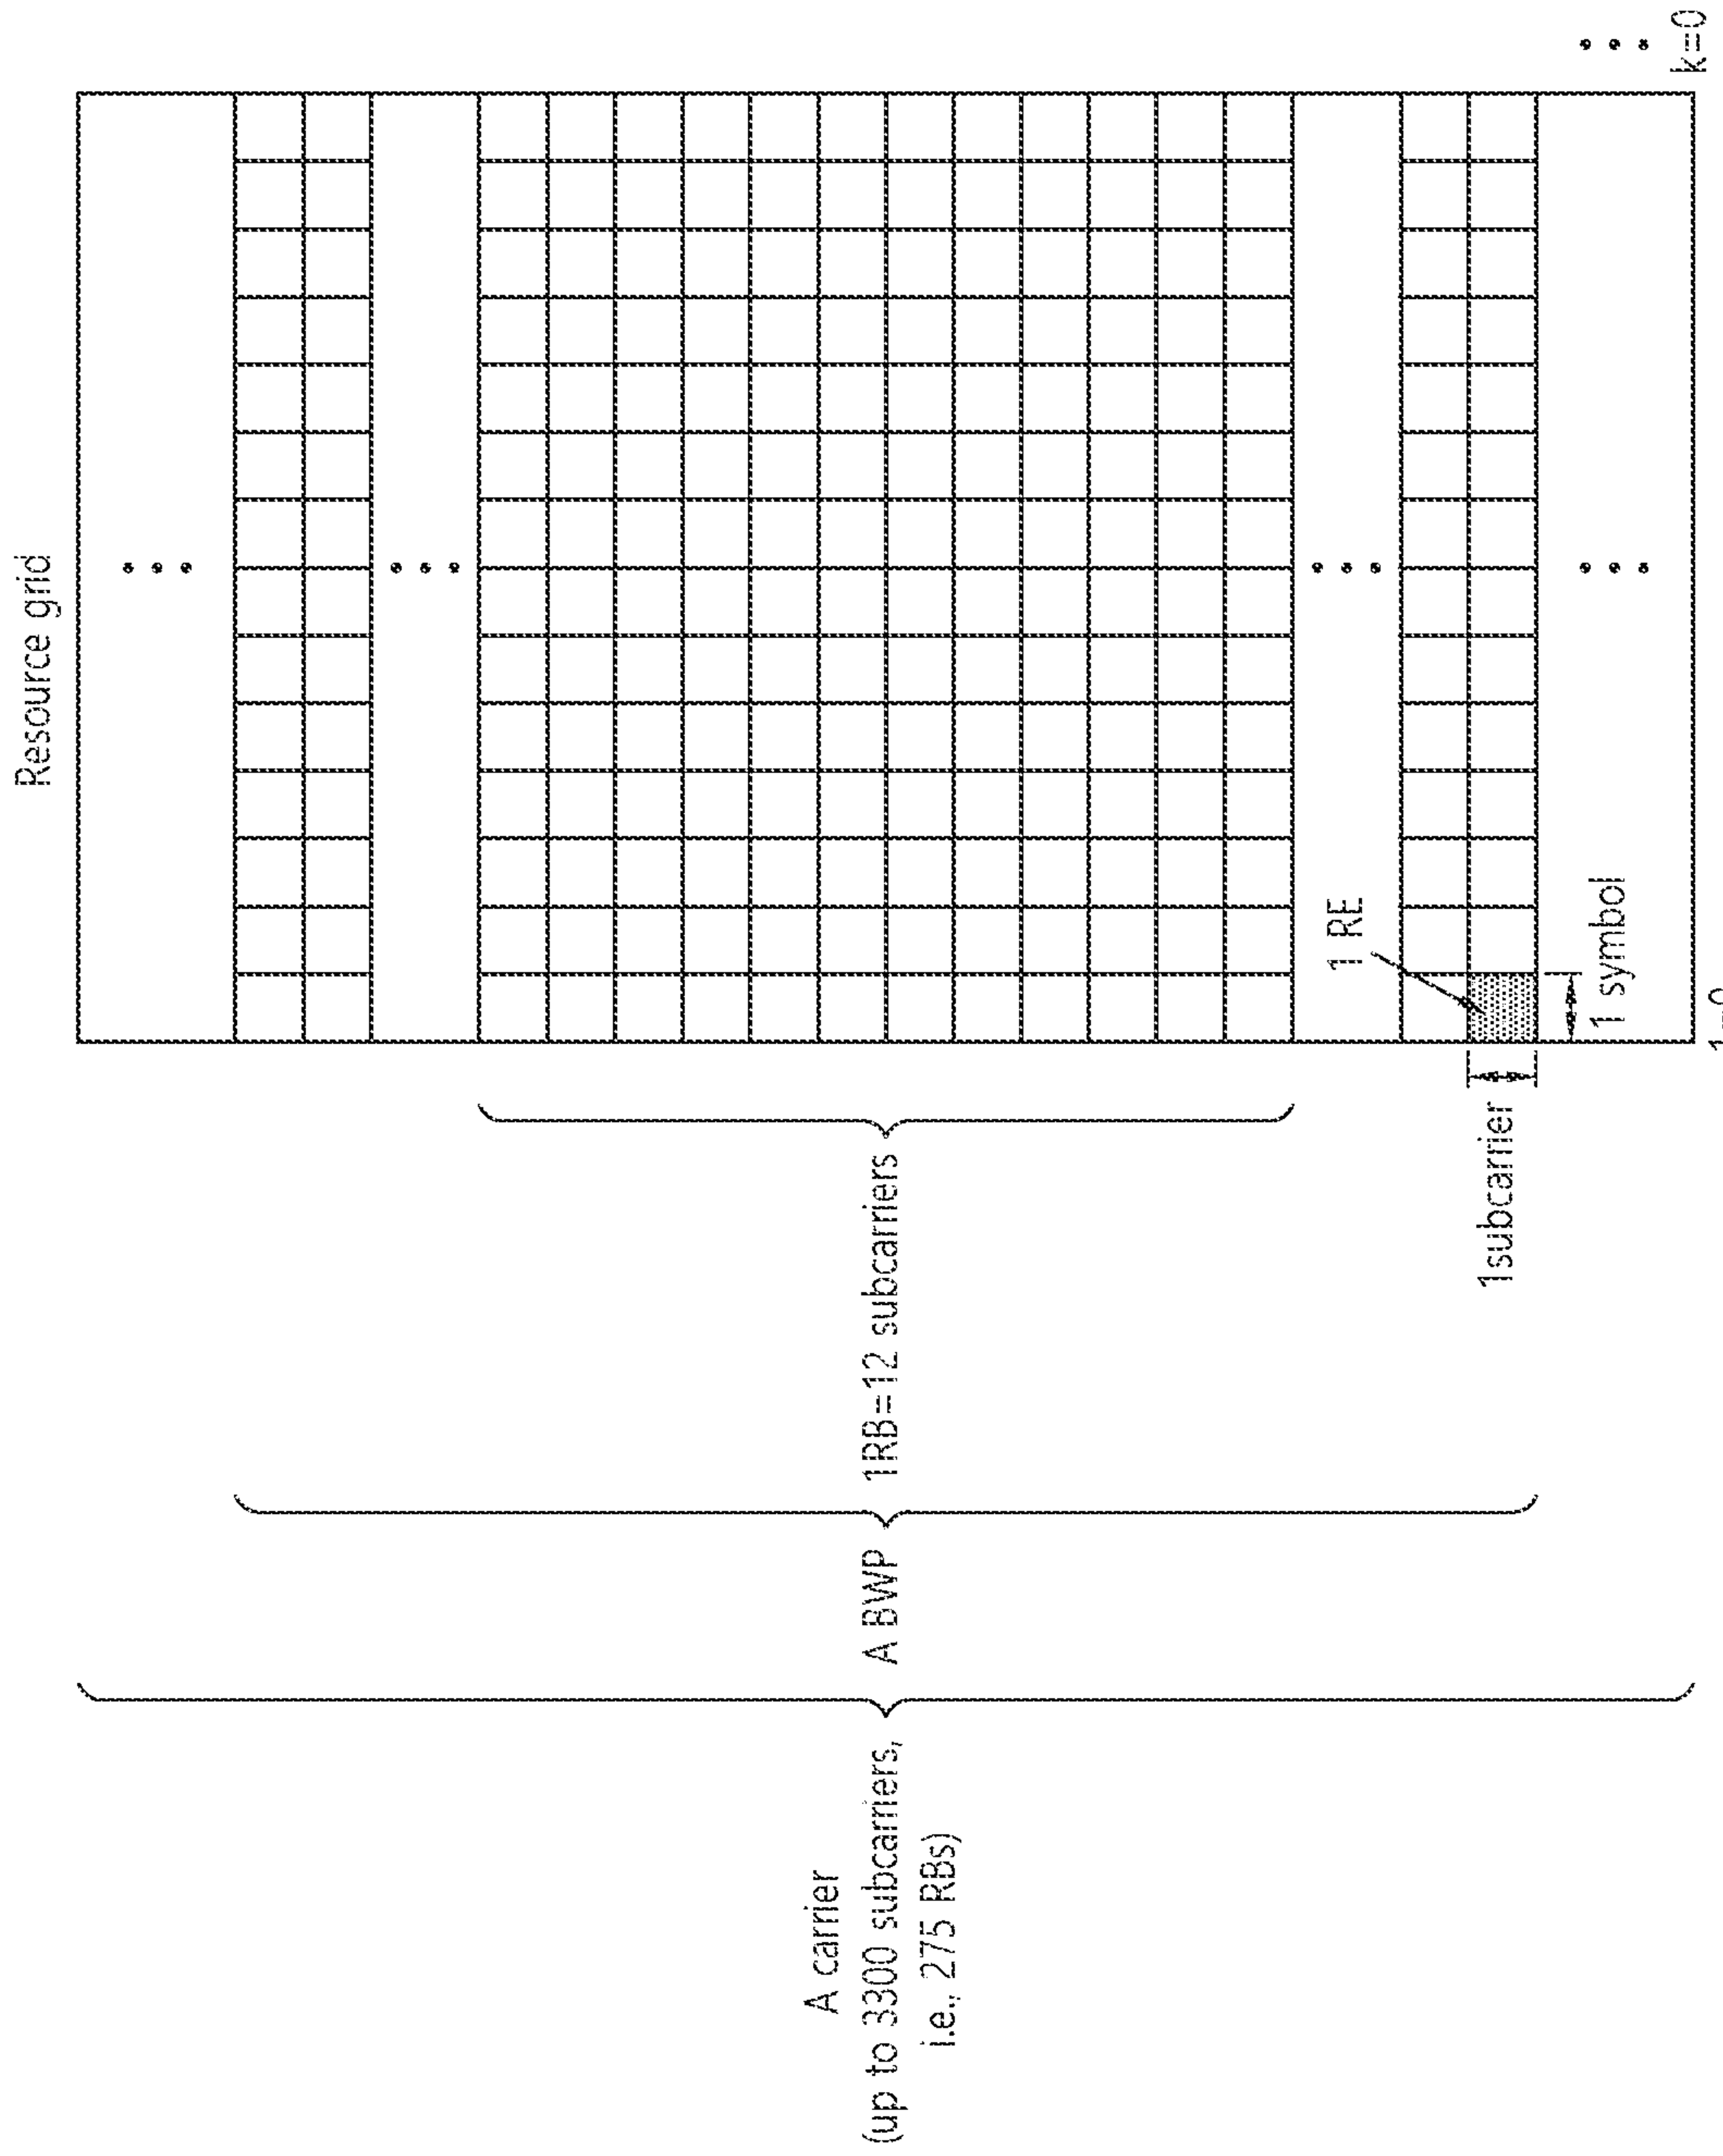 Resource grid
A carrier
(up to 3300 subcarriers,
i.e., 275 RBs)
A BWP
1RB=12 subcarriers
1 RE
1subcarrier
1 symbol
k=0